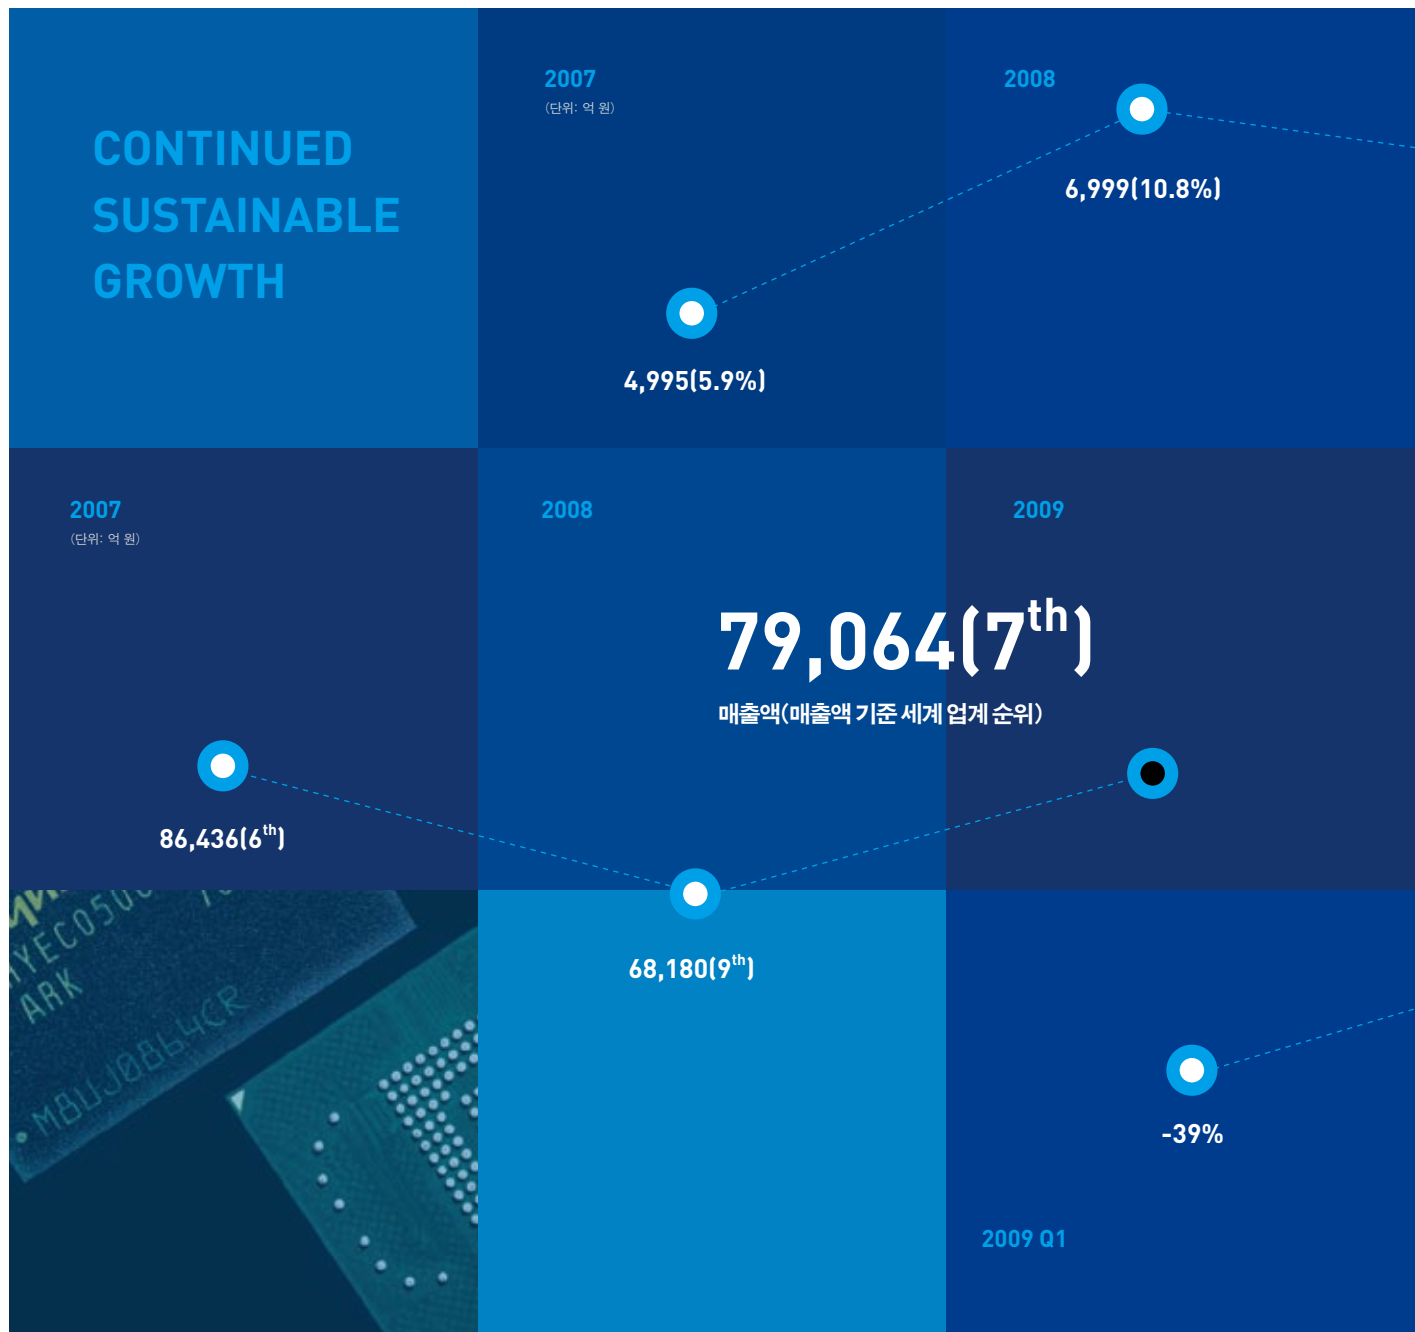 CONTINUED
SUSTAINABLE
GROWTH
2007
(단위: 억 원)
4,995(5.9%)
2008
6,999(10.8%)
2007
(단위: 억 원)
86,436(6th)
2008
68,180(9th)
2009
79,064(7th)
매출액(매출액 기준 세계 업계 순위)
ARK
-39%
2009 Q1